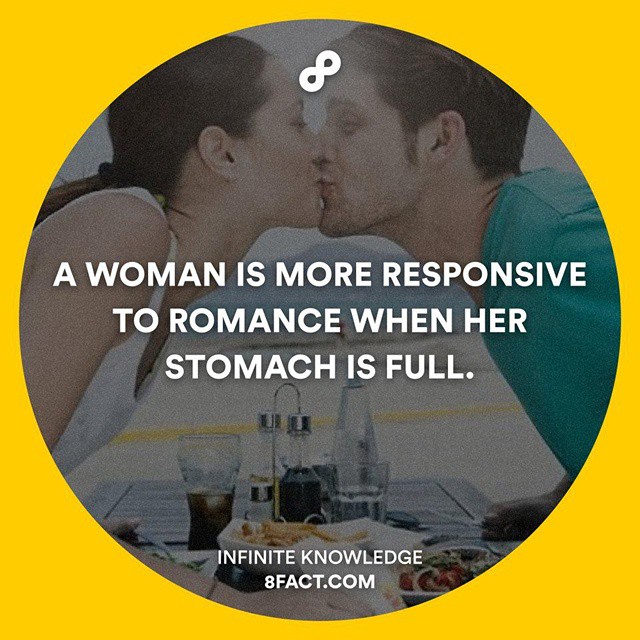 A WOMAN IS MORE RESPONSIVE
TO ROMANCE WHEN HER
STOMACH IS FULL.
INFINITE KNOWLEDGE
8FACT.COM